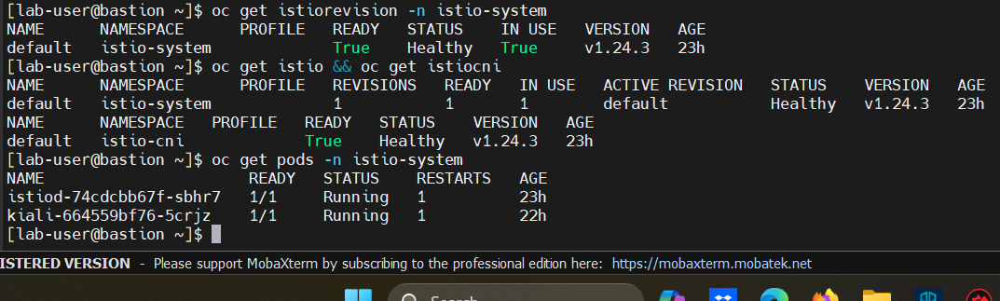 [lab-user@bastion ~]$ oc get istiorevision -n istio-system
NAME      NAMESPACE      PROFILE   READY   STATUS    IN USE   VERSION   AGE
default   istio-system             True    Healthy   True     v1.24.3   23h
[lab-user@bastion ~]$ oc get istio && oc get istiocni
NAME      NAMESPACE      PROFILE   REVISIONS   READY   IN USE   ACTIVE REVISION   STATUS    VERSION   AGE
default   istio-system             1           1       1        default           Healthy   v1.24.3   23h
NAME      NAMESPACE   PROFILE   READY   STATUS    VERSION   AGE
default   istio-cni             True    Healthy   v1.24.3   23h
[lab-user@bastion ~]$ oc get pods -n istio-system
NAME                      READY   STATUS    RESTARTS   AGE
istiod-74cdcbb67f-sbhr7   1/1     Running   1          23h
kiali-664559bf76-5crjz    1/1     Running   1          22h
[lab-user@bastion ~]$
ISTERED VERSION - Please support MobaXterm by subscribing to the professional edition here: https://mobaxterm.mobatek.net